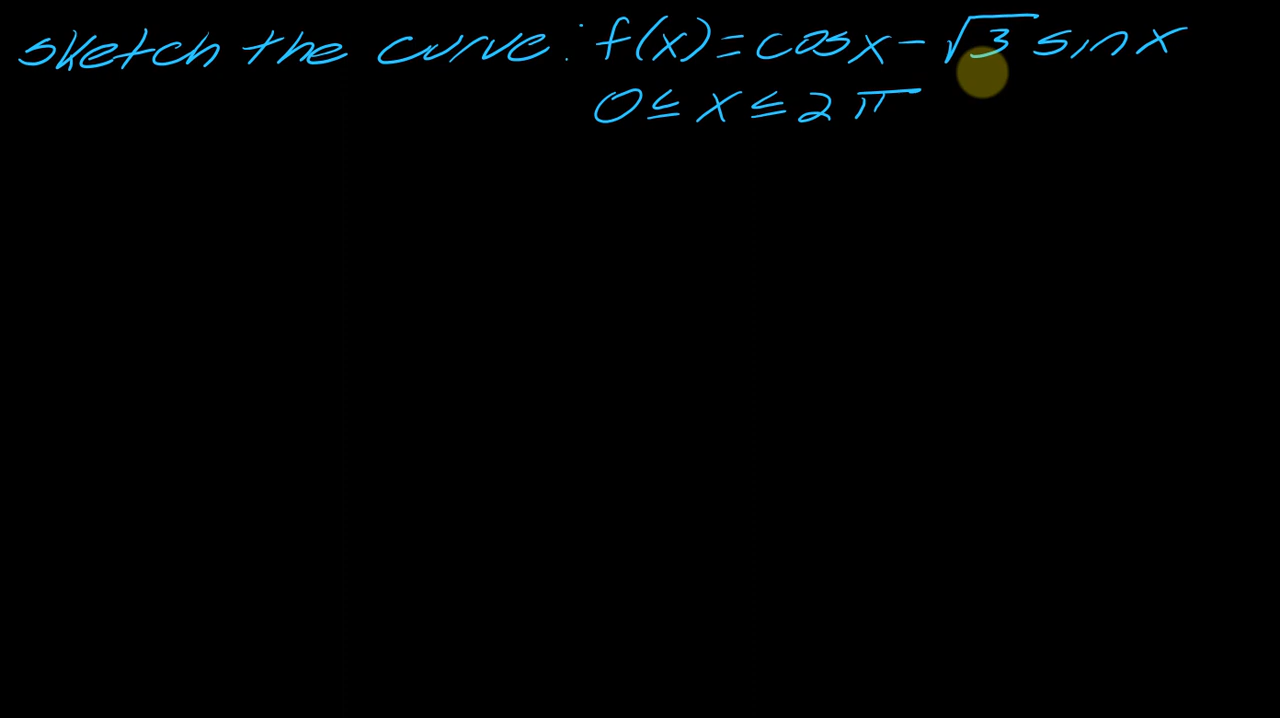 sketch the curve: f(x)=cosx-√3 sinx
0≤x≤2π